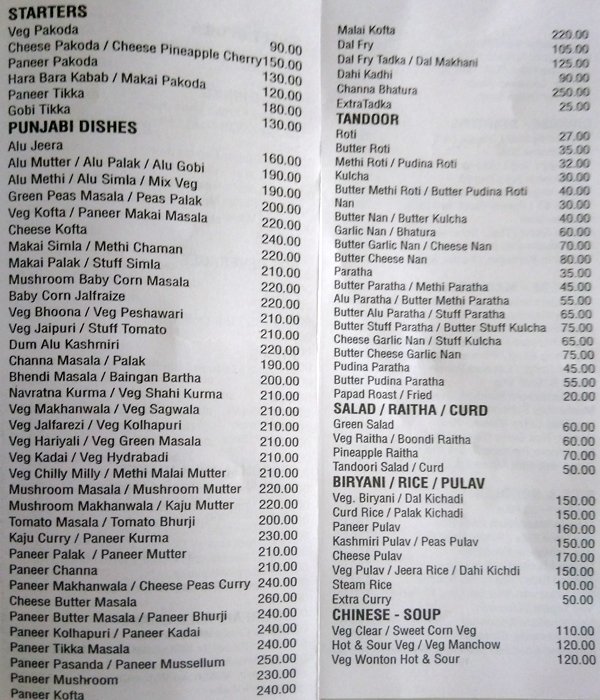 STARTERS
Veg Pakoda 90.00
Cheese Pakoda / Cheese Pineapple Cherry 150.00
Paneer Pakoda 130.00
Hara Bara Kabab / Makai Pakoda 120.00
Paneer Tikka 180.00
Gobi Tikka 130.00
PUNJABI DISHES
Alu Jeera 160.00
Alu Mutter / Alu Palak / Alu Gobi 190.00
Alu Methi / Alu Simla / Mix Veg 190.00
Green Peas Masala / Peas Palak 200.00
Veg Kofta / Paneer Makai Masala 220.00
Cheese Kofta 240.00
Makai Simla / Methi Chaman 220.00
Makai Palak / Stuff Simla 210.00
Mushroom Baby Corn Masala 220.00
Baby Corn Jalfraize 220.00
Veg Bhoona / Veg Peshawari 210.00
Veg Jaipuri / Stuff Tomato 210.00
Dum Alu Kashmiri 220.00
Channa Masala / Palak 190.00
Bhendi Masala / Baingan Bartha 200.00
Navratna Kurma / Veg Shahi Kurma 210.00
Veg Makhanwala / Veg Sagwala 210.00
Veg Jalfarezi / Veg Kolhapuri 210.00
Veg Hariyali / Veg Green Masala 210.00
Veg Kadai / Veg Hydrabadi 210.00
Veg Chilly Milly / Methi Malai Mutter 210.00
Mushroom Masala / Mushroom Mutter 220.00
Mushroom Makhanwala / Kaju Mutter 220.00
Tomato Masala / Tomato Bhurji 200.00
Kaju Curry / Paneer Kurma 230.00
Paneer Palak / Paneer Mutter 210.00
Paneer Channa 210.00
Paneer Makhanwala / Cheese Peas Curry 240.00
Cheese Butter Masala 260.00
Paneer Butter Masala / Paneer Bhurji 240.00
Paneer Kolhapuri / Paneer Kadai 240.00
Paneer Tikka Masala 240.00
Paneer Pasanda / Paneer Mussellum 250.00
Paneer Mushroom 230.00
Paneer Kofta 240.00
Malai Kofta 220.00
Dal Fry 105.00
Dal Fry Tadka / Dal Makhani 125.00
Dahi Kadhi 90.00
Channa Bhatura 250.00
ExtraTadka 25.00
TANDOOR
Roti 27.00
Butter Roti 35.00
Methi Roti / Pudina Roti 32.00
Kulcha 30.00
Butter Methi Roti / Butter Pudina Roti 40.00
Nan 30.00
Butter Nan / Butter Kulcha 40.00
Garlic Nan / Bhatura 60.00
Butter Garlic Nan / Cheese Nan 70.00
Butter Cheese Nan 80.00
Paratha 35.00
Butter Paratha / Methi Paratha 45.00
Alu Paratha / Butter Methi Paratha 55.00
Butter Alu Paratha / Stuff Paratha 65.00
Butter Stuff Paratha / Butter Stuff Kulcha 75.00
Cheese Garlic Nan / Stuff Kulcha 65.00
Butter Cheese Garlic Nan 75.00
Pudina Paratha 45.00
Butter Pudina Paratha 55.00
Papad Roast / Fried 20.00
SALAD / RAITHA / CURD
Green Salad 60.00
Veg Raitha / Boondi Raitha 60.00
Pineapple Raitha 70.00
Tandoori Salad / Curd 50.00
BIRYANI / RICE / PULAV
Veg. Biryani / Dal Kichadi 150.00
Curd Rice / Palak Kichadi 150.00
Paneer Pulav 160.00
Kashmiri Pulav / Peas Pulav 150.00
Cheese Pulav 170.00
Veg Pulav / Jeera Rice / Dahi Kichdi 150.00
Steam Rice 100.00
Extra Curry 50.00
CHINESE - SOUP
Veg Clear / Sweet Corn Veg 110.00
Hot & Sour Veg / Veg Manchow 120.00
Veg Wonton Hot & Sour 120.00